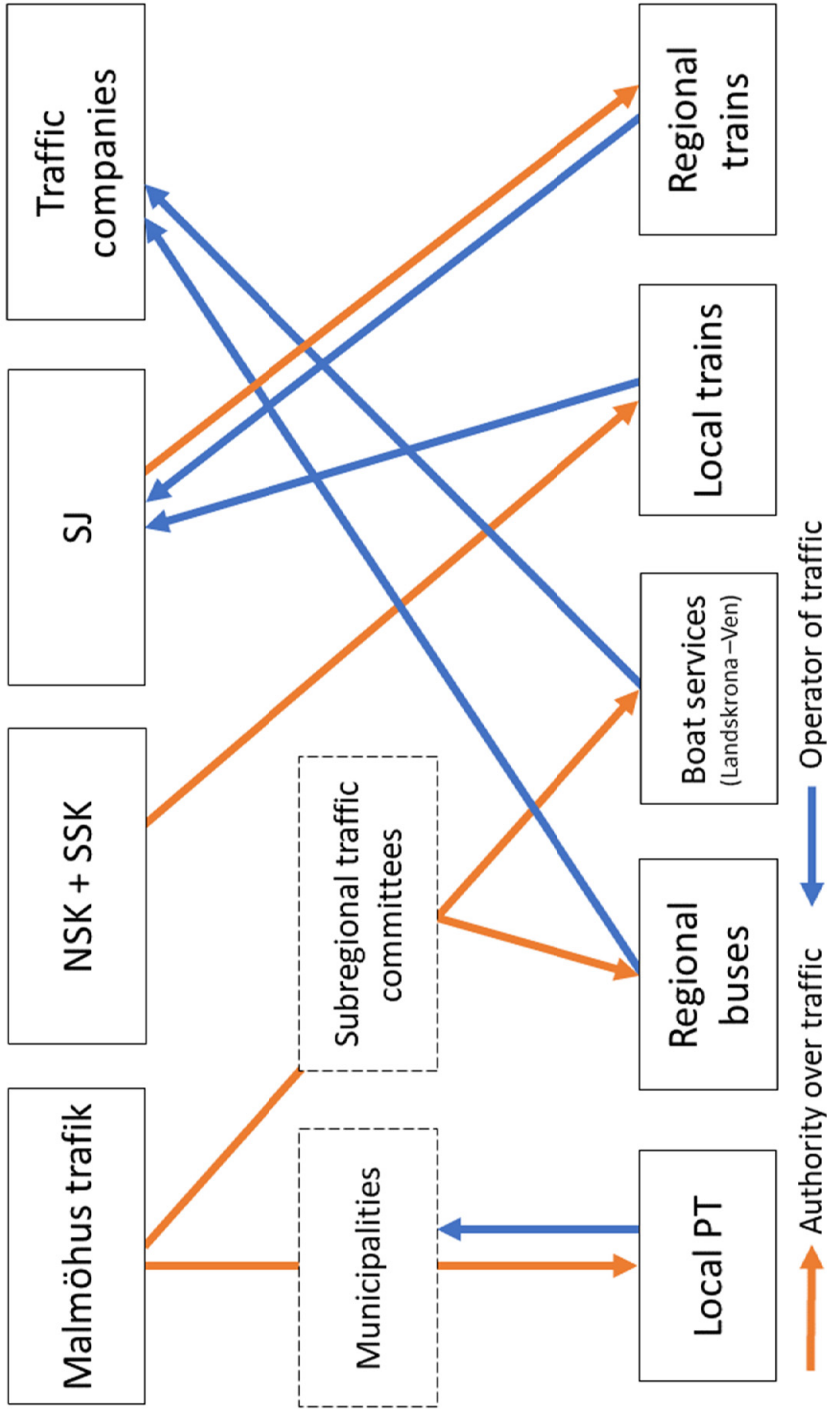 Malmöhus trafik
NSK + SSK
SJ
Traffic
companies
Municipalities
Subregional traffic
committees
Local PT
Regional
buses
Boat services
(Landskrona–Ven)
Local trains
Regional
trains
Authority over traffic
Operator of traffic